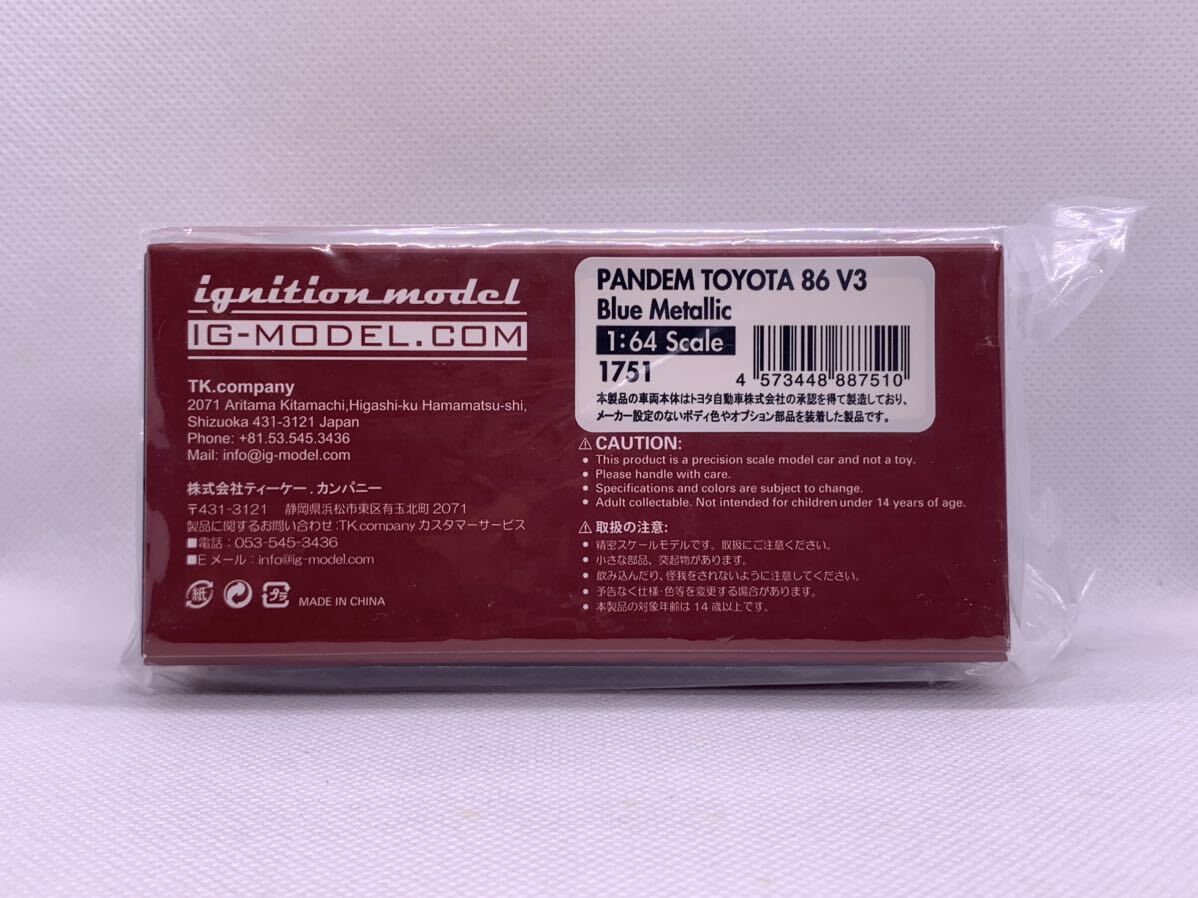 ignition model
IG-MODEL.COM
TK.company
2071 Aritama Kitamachi,Higashi-ku Hamamatsu-shi,
Shizuoka 431-3121 Japan
Phone: +81.53.545.3436
Mail: info@ig-model.com
株式会社ティーケー.カンパニー
〒431-3121 静岡県浜松市東区有玉北町2071
製品に関するお問い合わせ:TK.company カスタマーサービス
■電話:053-545-3436
■Eメール:info@ig-model.com
紙 プラ MADE IN CHINA
PANDEM TOYOTA 86 V3
Blue Metallic
1:64 Scale
1751
4 573448 887510
本製品の車両本体はトヨタ自動車株式会社の承認を得て製造しており、
メーカー設定のないボディ色やオプション部品を装着した製品です。
⚠CAUTION:
• This product is a precision scale model car and not a toy.
• Please handle with care.
• Specifications and colors are subject to change.
• Adult collectable. Not intended for children under 14 years of age.
⚠取扱の注意:
• 精密スケールモデルです。取扱にご注意ください。
• 小さな部品、突起物があります。
• 飲み込んだり、怪我をされないように注意してください。
• 予告なく仕様・色等を変更する場合があります。
• 本製品の対象年齢は14歳以上です。